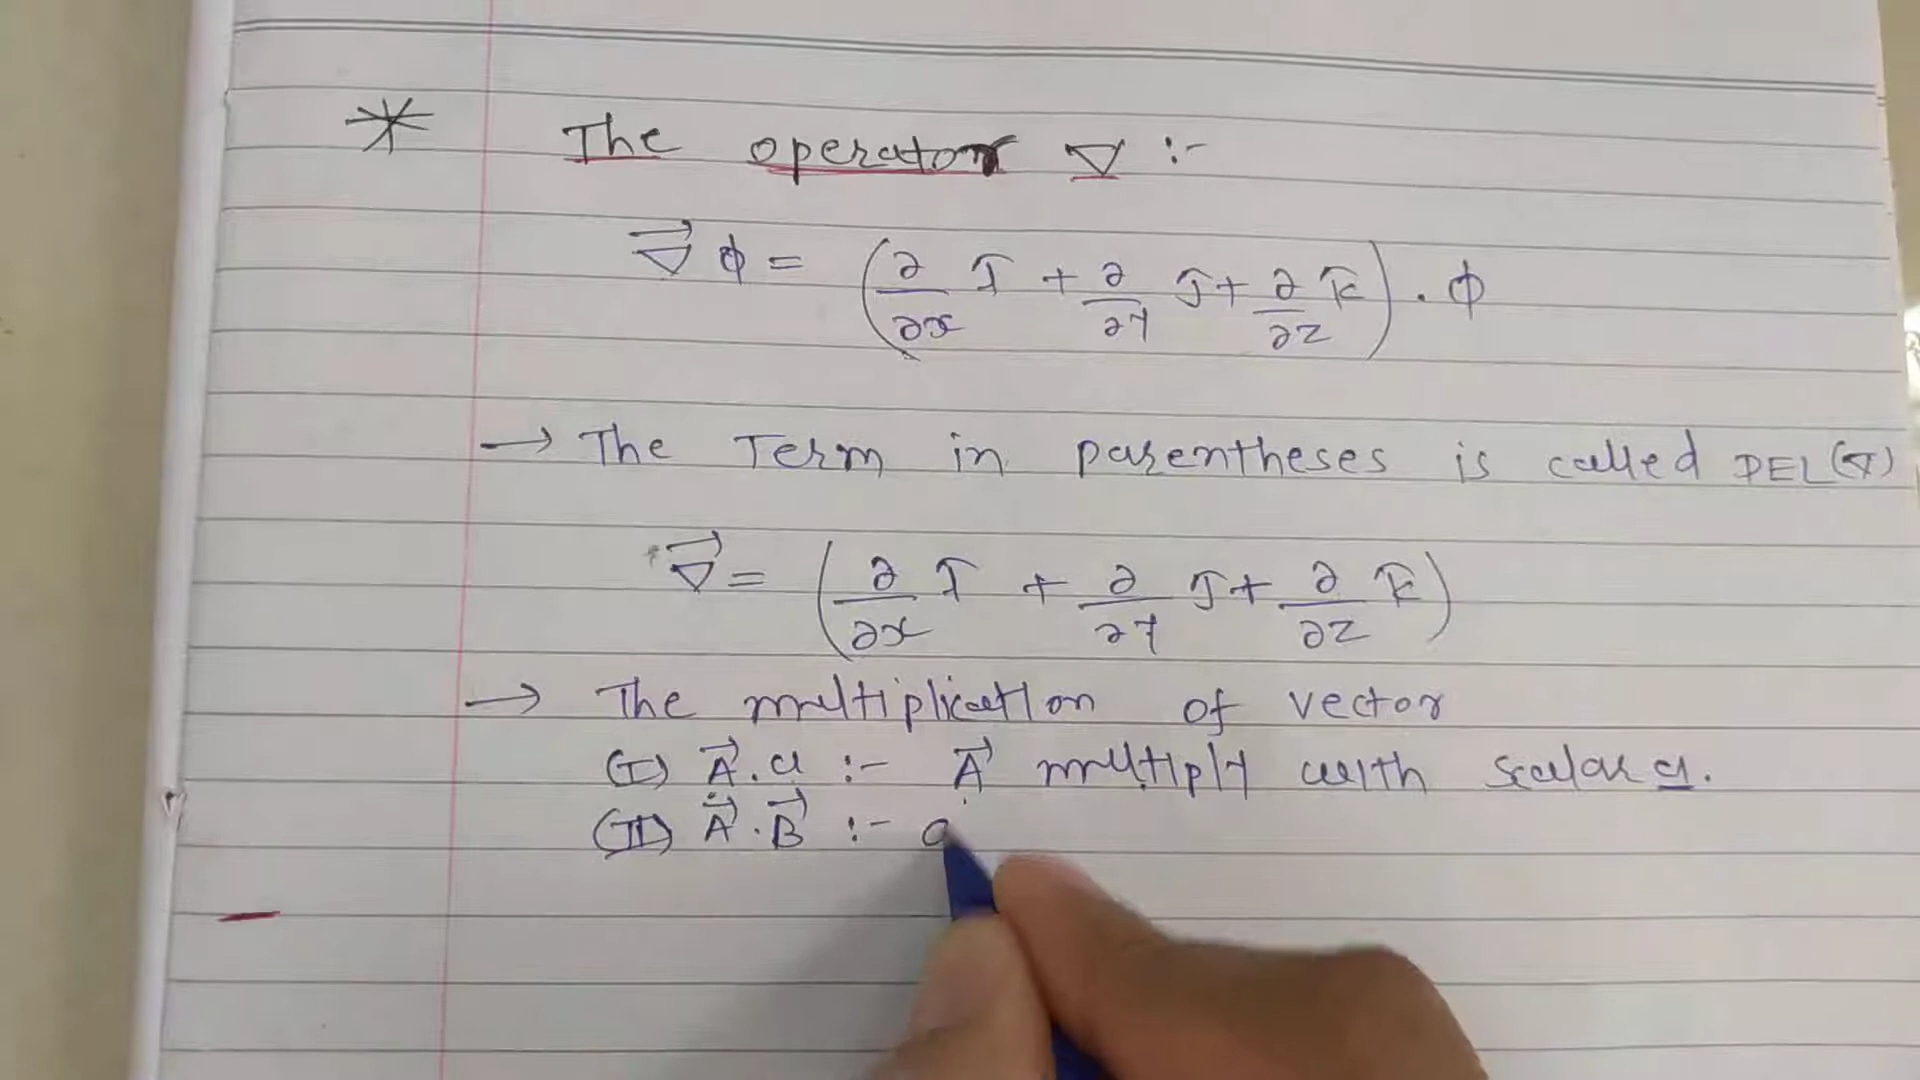 The operator ∇ :-
∇⃗ ϕ = (∂/∂x î + ∂/∂y ĵ + ∂/∂z k̂) . ϕ
→ The Term in parentheses is called DEL(∇)
∇⃗ = (∂/∂x î + ∂/∂y ĵ + ∂/∂z k̂)
→ The multiplication of vector
(I) A⃗ . a :- A⃗ multiply with scalar a.
(II) A⃗ . B⃗ :-